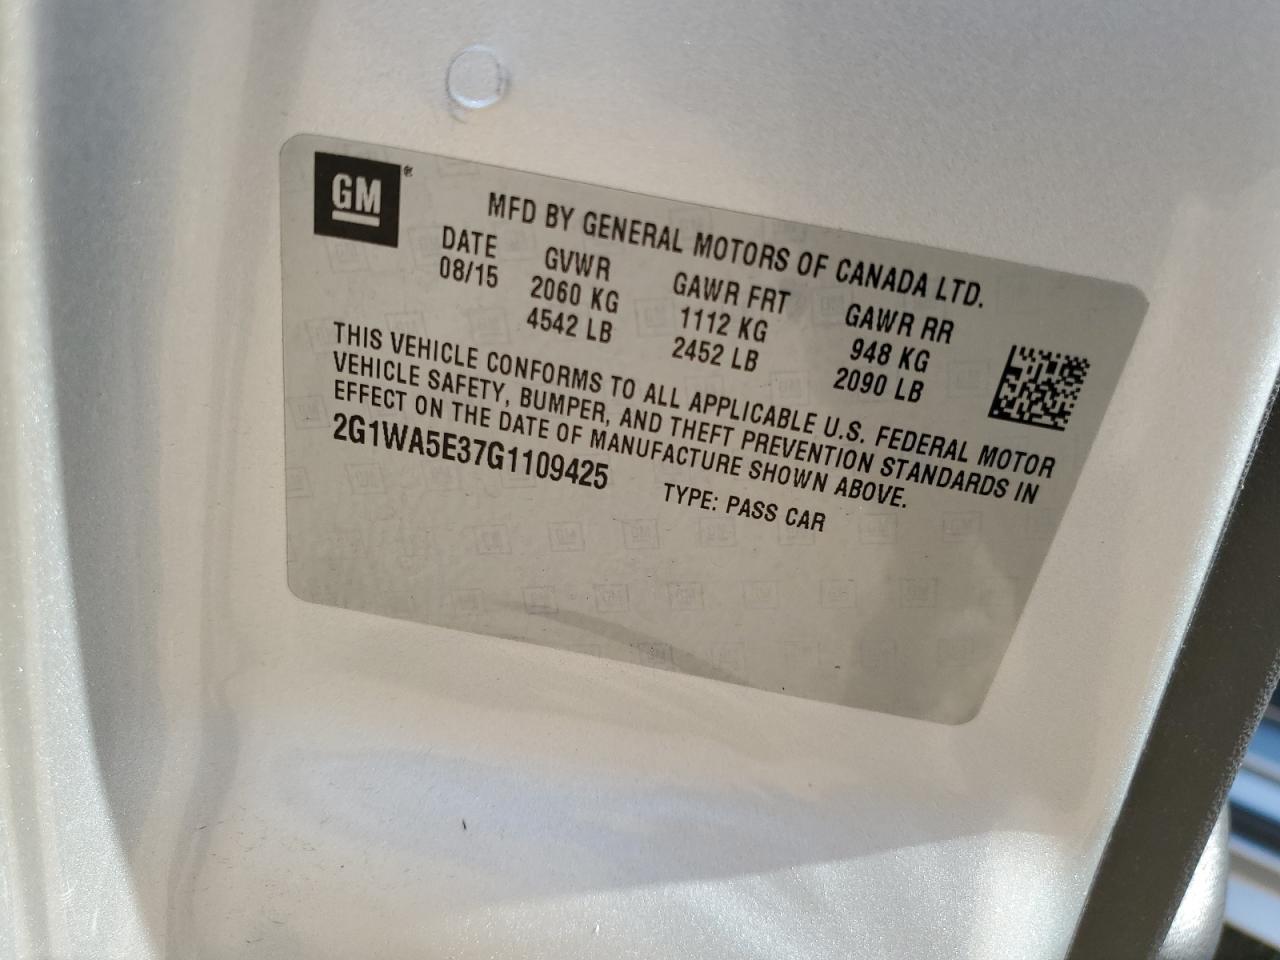 GM®
MFD BY GENERAL MOTORS OF CANADA LTD.
DATE GVWR GAWR FRT GAWR RR
08/15 2060 KG 1112 KG 948 KG
4542 LB 2452 LB 2090 LB
THIS VEHICLE CONFORMS TO ALL APPLICABLE U.S. FEDERAL MOTOR
VEHICLE SAFETY, BUMPER, AND THEFT PREVENTION STANDARDS IN
EFFECT ON THE DATE OF MANUFACTURE SHOWN ABOVE.
2G1WA5E37G1109425 TYPE: PASS CAR